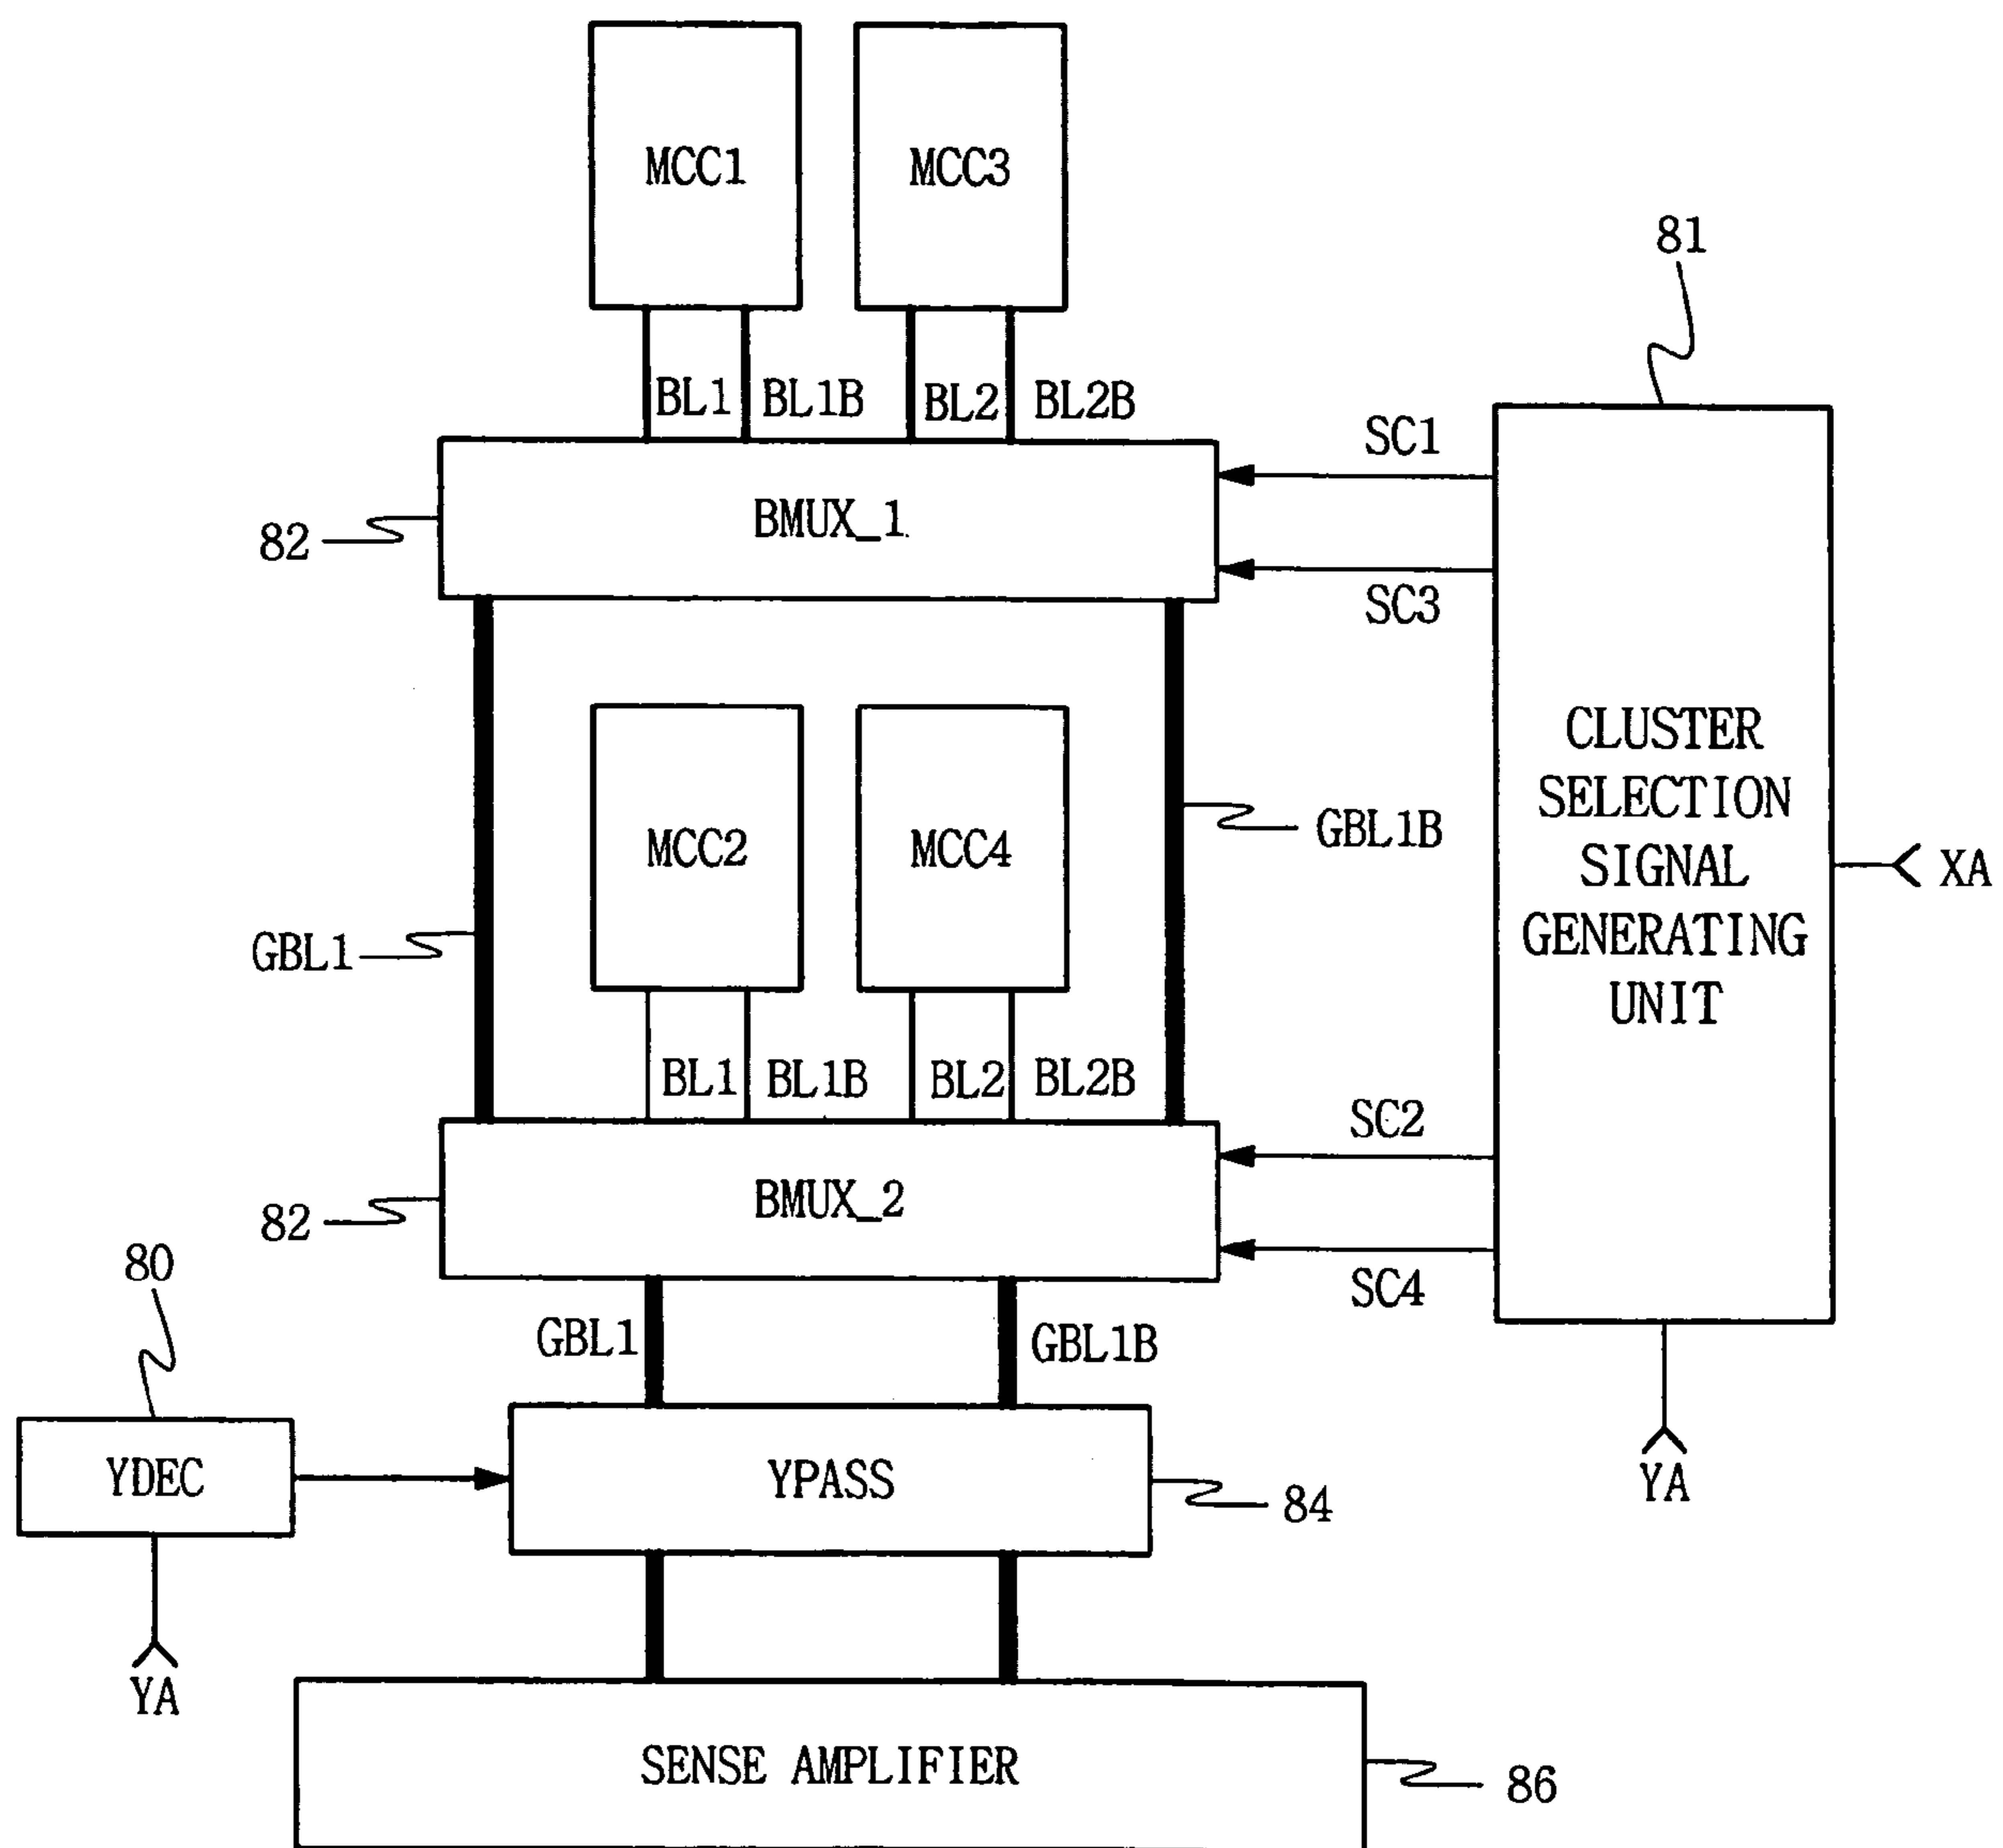 MCC1 MCC3
81
BL1 BL1B BL2 BL2B
SC1
BMUX_1
82
SC3
CLUSTER
SELECTION
SIGNAL
GENERATING
UNIT
MCC2 MCC4
GBL1B
XA
GBL1
BL1 BL1B BL2 BL2B
SC2
BMUX_2
82
80
SC4
GBL1 GBL1B
YDEC
YPASS
YA
84
YA
SENSE AMPLIFIER
86